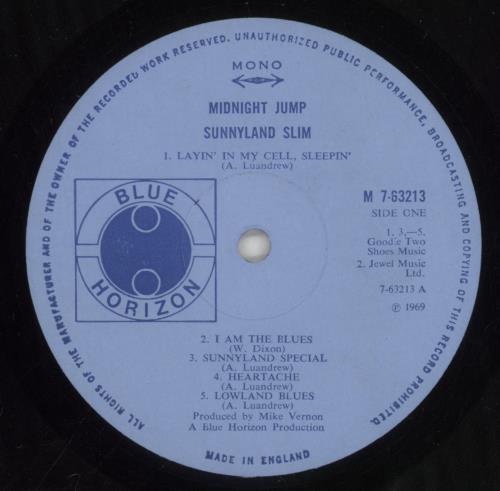 ALL RIGHTS OF THE MANUFACTURER AND OF THE OWNER OF THE RECORDED WORK RESERVED. UNAUTHORIZED PUBLIC PERFORMANCE, BROADCASTING AND COPYING OF THIS RECORD PROHIBITED.
MONO
MIDNIGHT JUMP
SUNNYLAND SLIM
1. LAYIN' IN MY CELL, SLEEPIN'
(A. Luandrew)
BLUE
HORIZON
M 7-63213
SIDE ONE
1. 3,—5.
Good'e Two
Shoes Music
2. Jewel Music
Ltd.
7-63213 A
℗ 1969
2. I AM THE BLUES
(W. Dixon)
3. SUNNYLAND SPECIAL
(A. Luandrew)
4. HEARTACHE
(A. Luandrew)
5. LOWLAND BLUES
(A. Luandrew)
Produced by Mike Vernon
A Blue Horizon Production
MADE IN ENGLAND